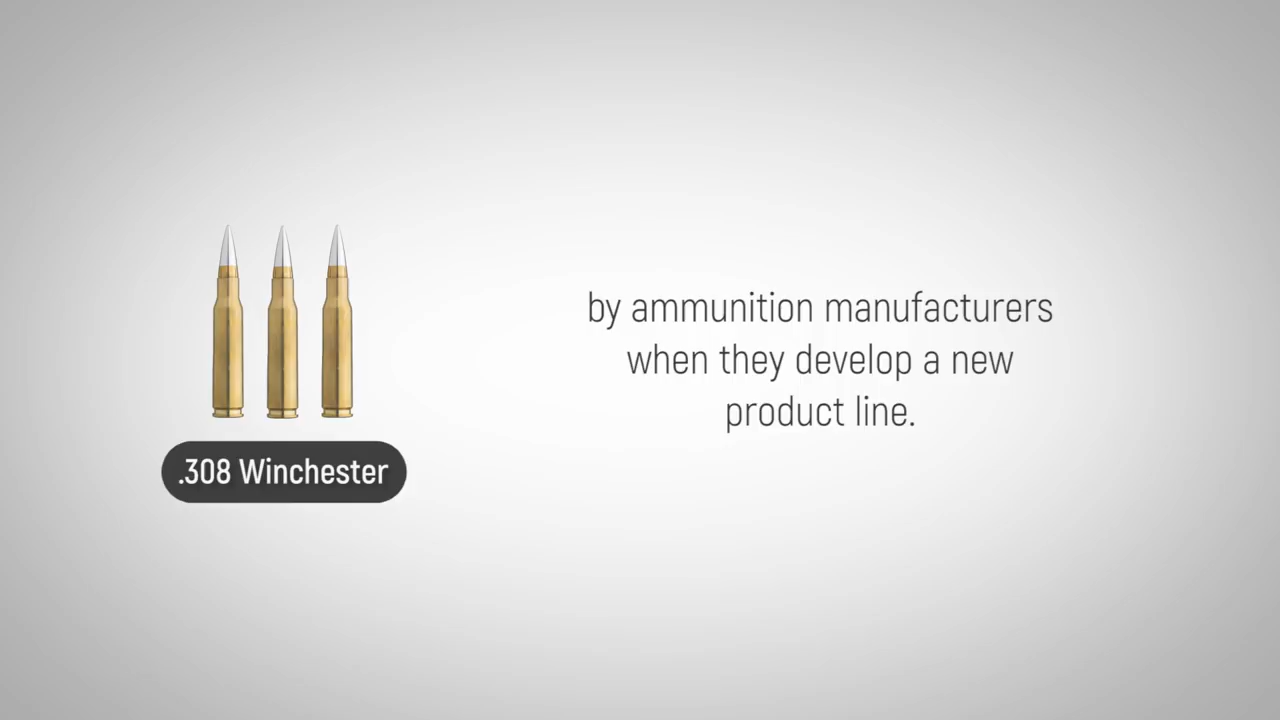 .308 Winchester
by ammunition manufacturers
when they develop a new
product line.